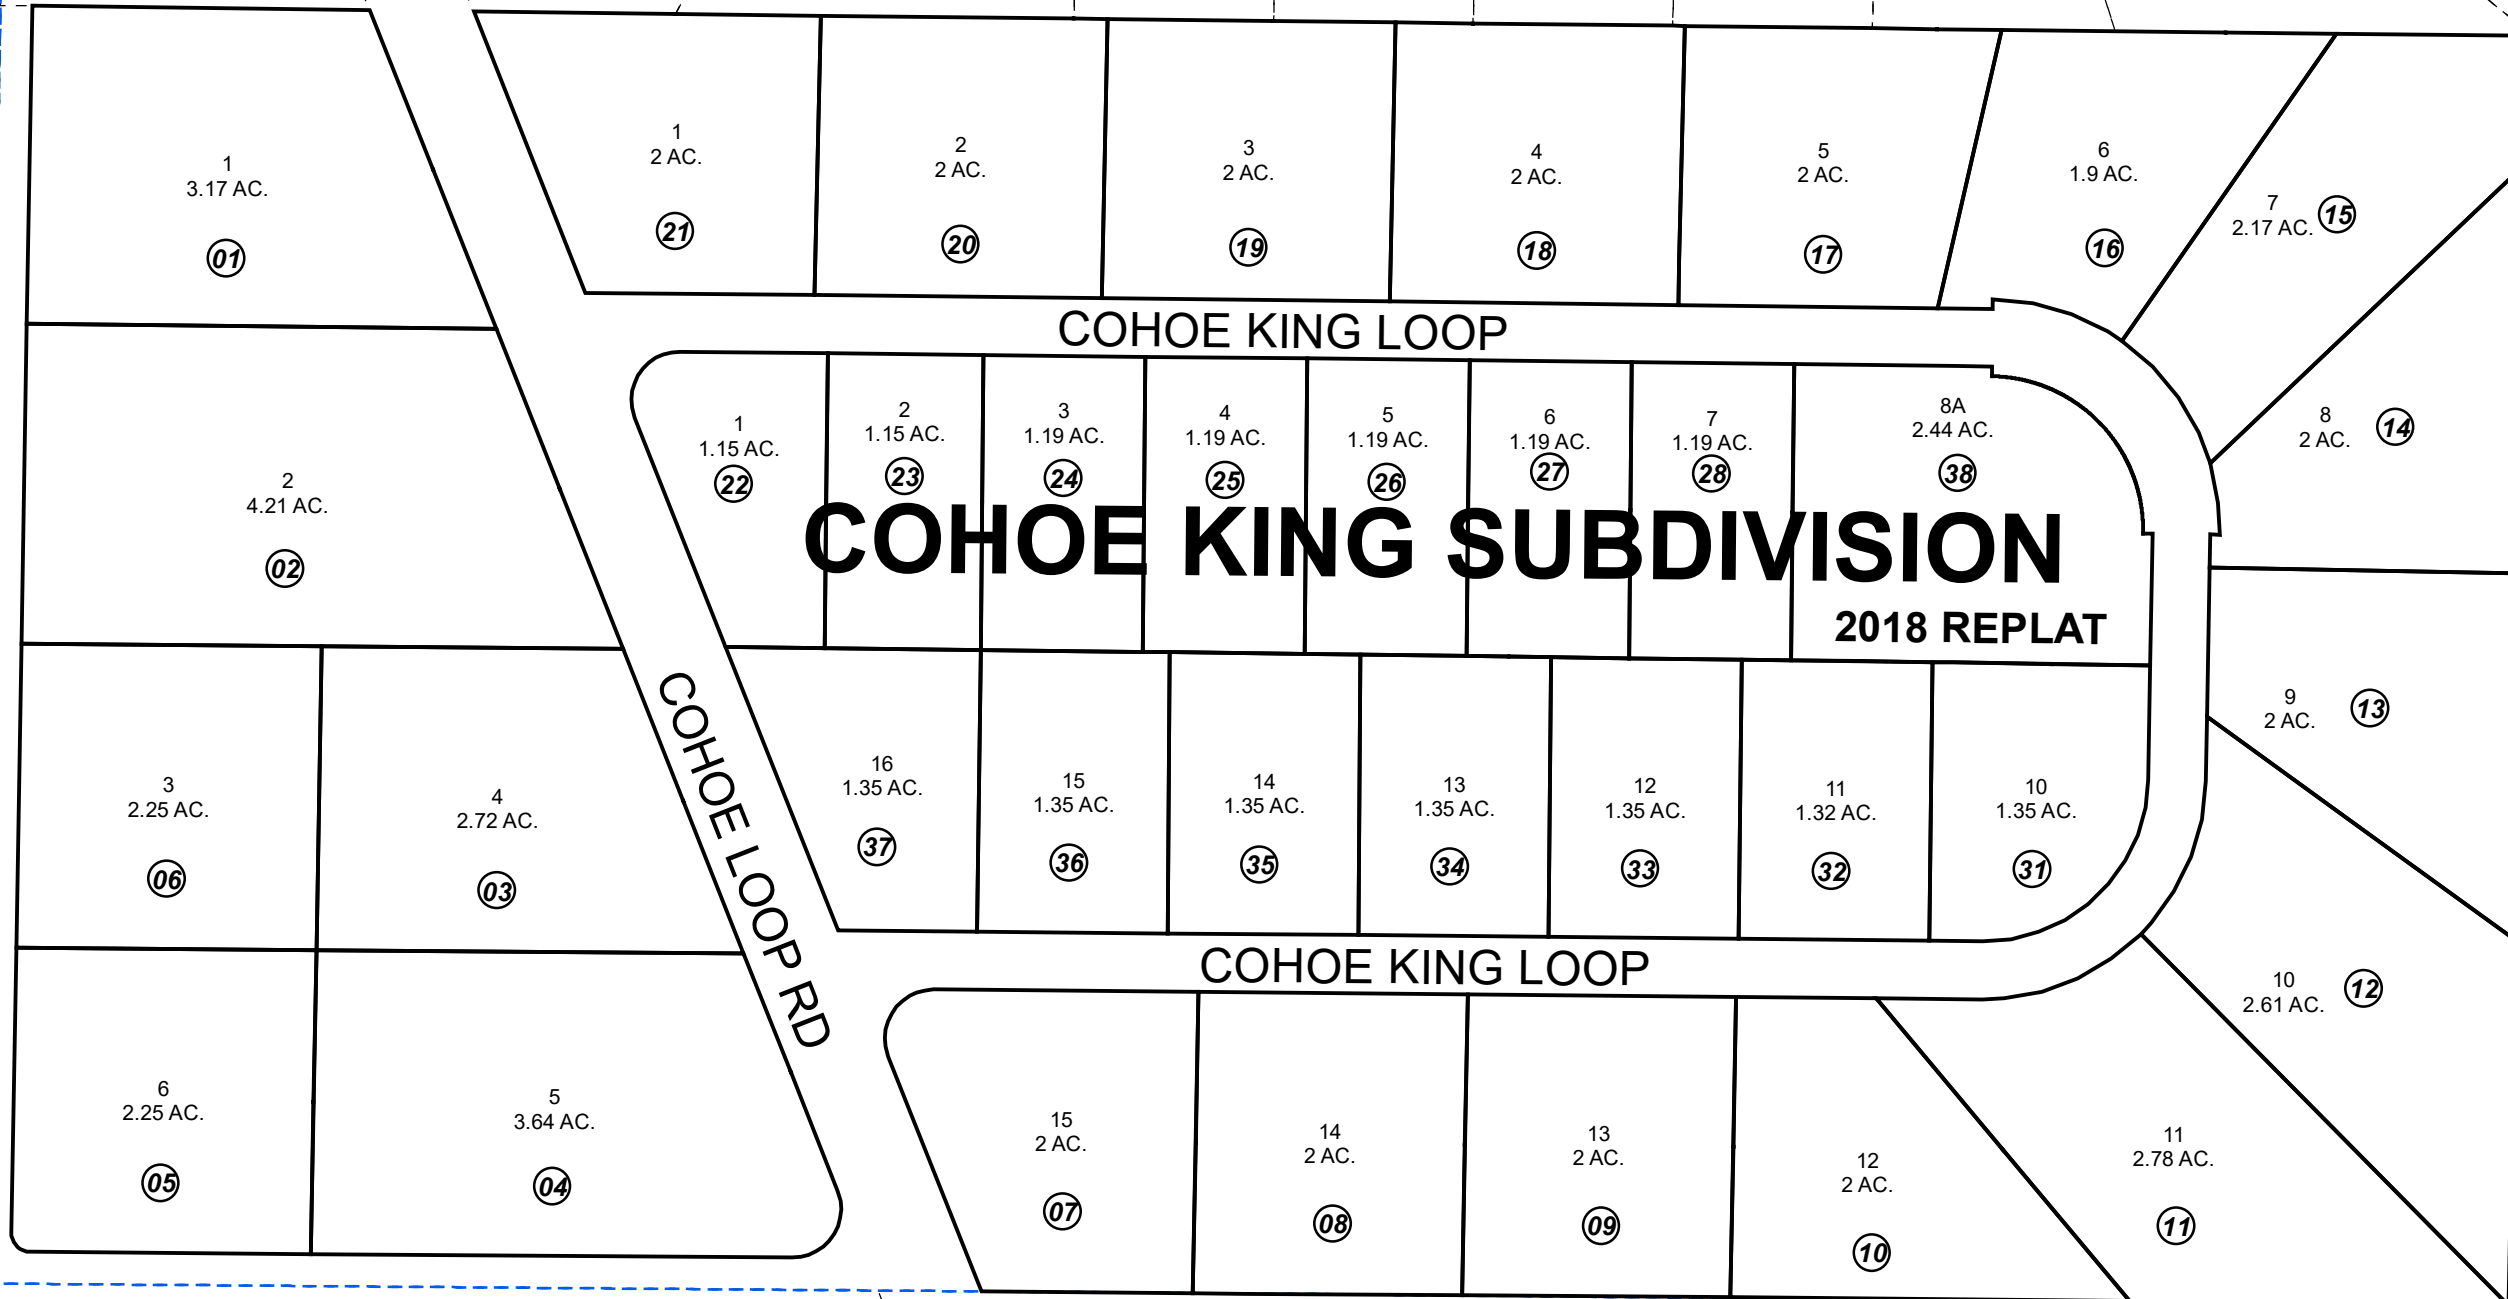 1
3.17 AC.
01
1
2 AC.
21
2
2 AC.
20
3
2 AC.
19
4
2 AC.
18
5
2 AC.
17
6
1.9 AC.
16
7
2.17 AC.
15
COHOE KING LOOP
2
4.21 AC.
02
1
1.15 AC.
22
2
1.15 AC.
23
3
1.19 AC.
24
4
1.19 AC.
25
5
1.19 AC.
26
6
1.19 AC.
27
7
1.19 AC.
28
8A
2.44 AC.
38
8
2 AC.
14
COHOE KING SUBDIVISION
2018 REPLAT
3
2.25 AC.
06
4
2.72 AC.
03
COHOE LOOP RD
16
1.35 AC.
37
15
1.35 AC.
36
14
1.35 AC.
35
13
1.35 AC.
34
12
1.35 AC.
33
11
1.32 AC.
32
10
1.35 AC.
31
9
2 AC.
13
COHOE KING LOOP
10
2.61 AC.
12
6
2.25 AC.
05
5
3.64 AC.
04
15
2 AC.
07
14
2 AC.
08
13
2 AC.
09
12
2 AC.
10
11
2.78 AC.
11